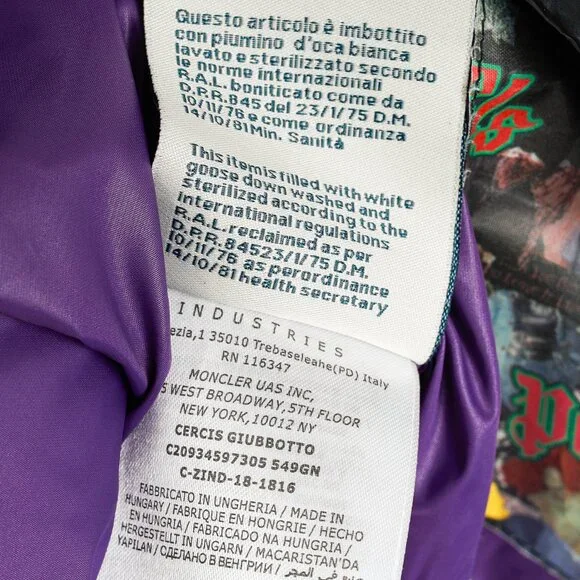 Questo articolo è imbottito
con piumino d'oca bianca
lavato e sterilizzato secondo
le norme internazionali
R.A.L. boniticato come da
D.P.R. 845 del 23/1/75 D.M.
10/11/76 e come ordinanza
14/10/81 Min. Sanità
This item is filled with white
goose down washed and
sterilized according to the
international regulations
R.A.L. reclaimed as per
D.P.R. 84523/1/75 D.M.
10/11/76 as perordinance
14/10/81 health secretary
INDUSTRIES
ezia,1 35010 Trebaseleahe(PD) Italy
RN 116347
MONCLER UAS INC,
5 WEST BROADWAY,5TH FLOOR
NEW YORK,10012 NY
CERCIS GIUBBOTTO
C20934597305 549GN
C-ZIND-18-1816
FABBRICATO IN UNGHERIA / MADE IN
HUNGARY / FABRIQUE EN HONGRIE / HECHO
EN HUNGRIA / FABRICADO NA HUNGRIA /
HERGESTELLT IN UNGARN / MACARISTAN'DA
YAPILAN / СДЕЛАНО В ВЕНГРИИ /
في المجر